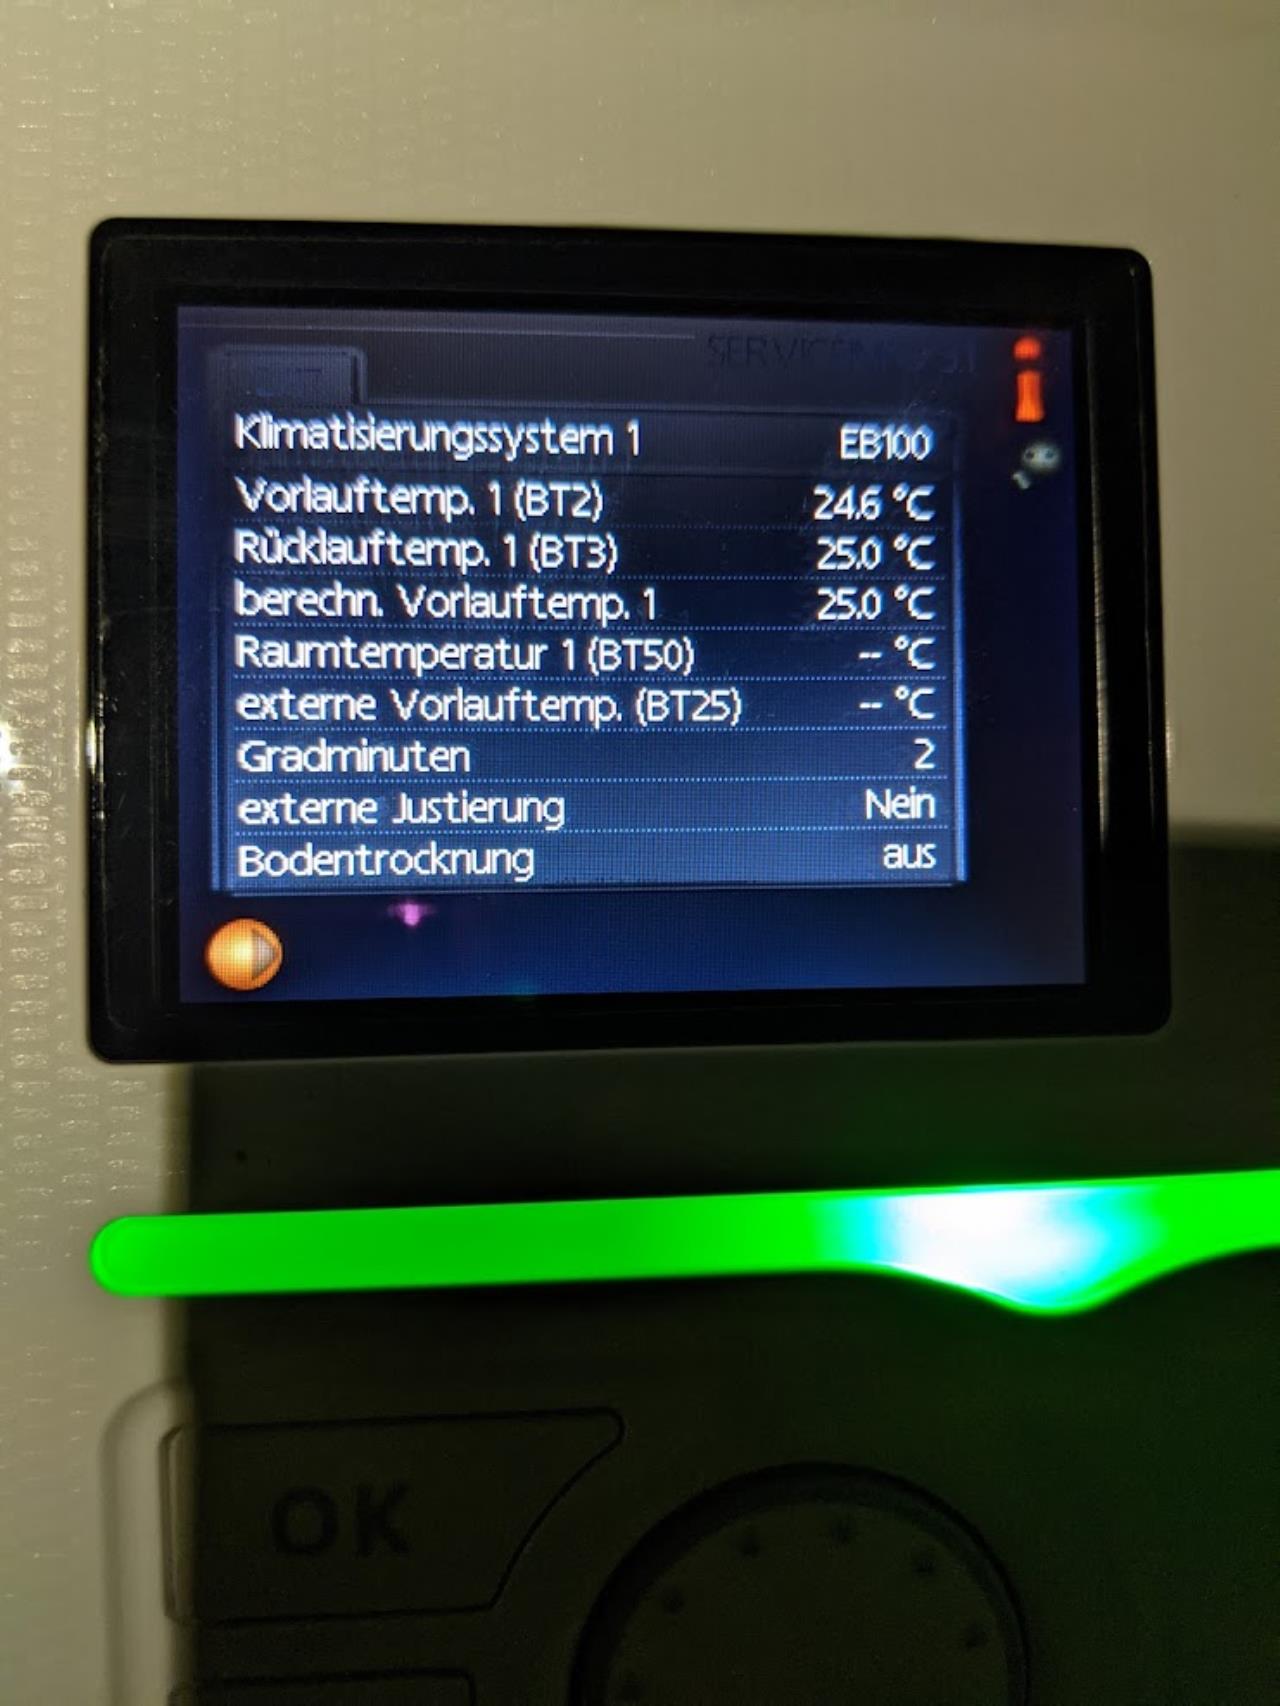 Klimatisierungssystem 1 EB100
Vorlauftemp. 1 (BT2) 24.6 °C
Rücklauftemp. 1 (BT3) 25.0 °C
berechn. Vorlauftemp. 1 25.0 °C
Raumtemperatur 1 (BT50) -- °C
externe Vorlauftemp. (BT25) -- °C
Gradminuten 2
externe Justierung Nein
Bodentrocknung aus
OK